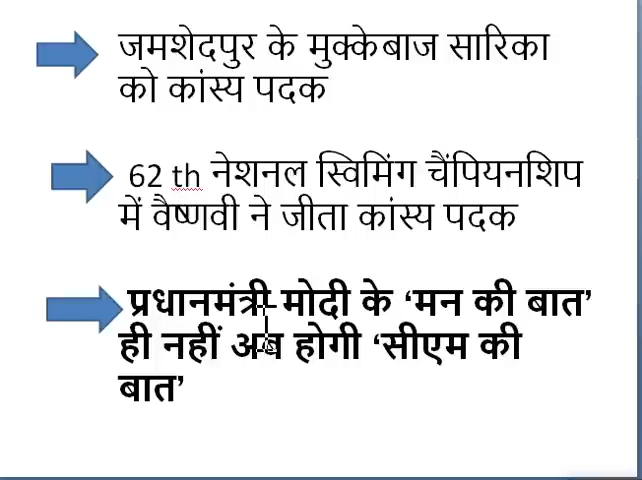 जमशेदपुर के मुक्केबाज सारिका
को कांस्य पदक
62 th नेशनल स्विमिंग चैंपियनशिप
में वैष्णवी ने जीता कांस्य पदक
प्रधानमंत्री मोदी के ‘मन की बात’
ही नहीं अब होगी ‘सीएम की
बात’